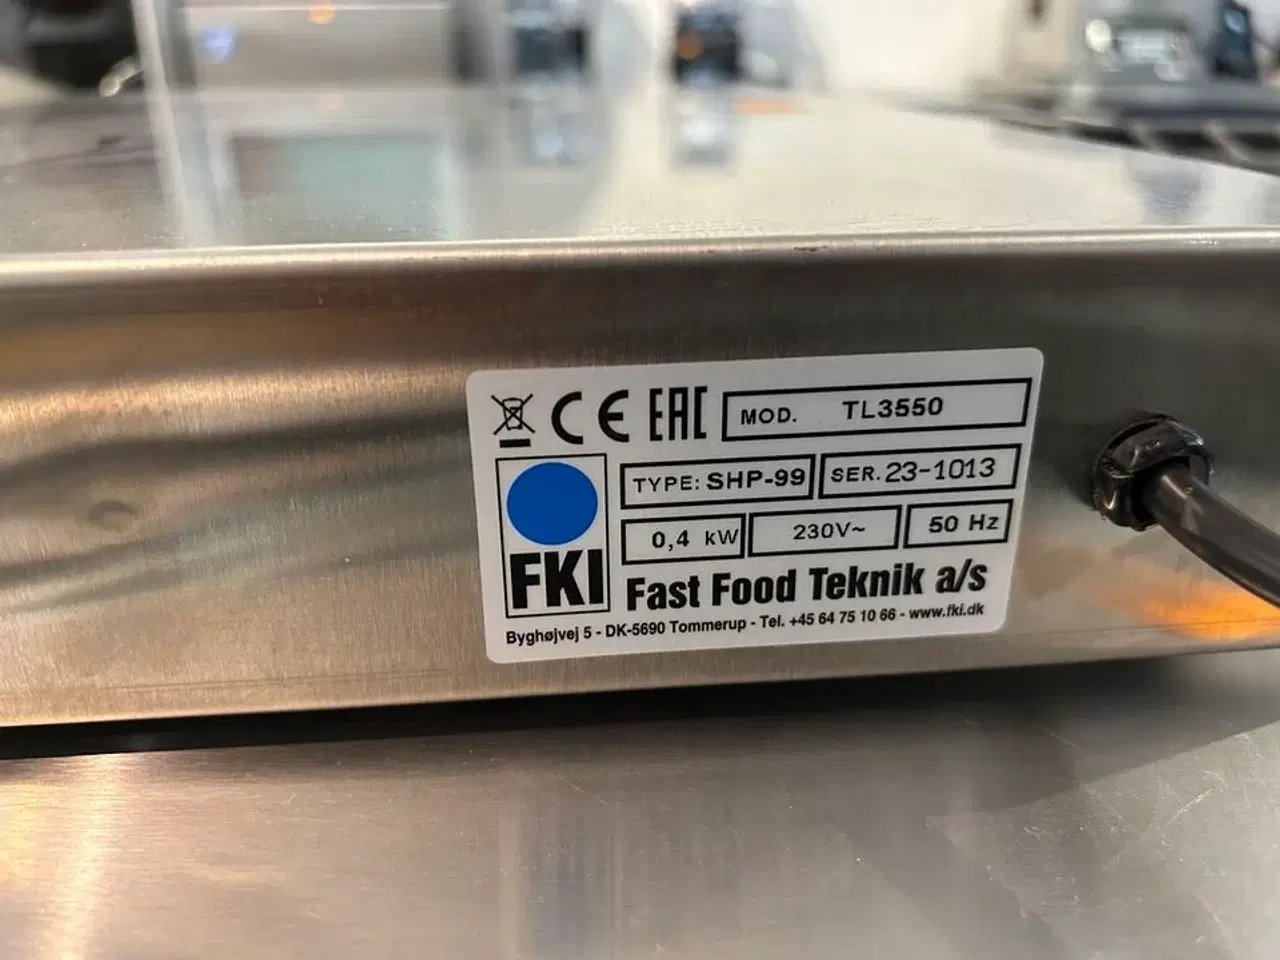 CE EAC MOD. TL3550
TYPE: SHP-99 SER. 23-1013
0,4 kW 230V~ 50 Hz
FKI Fast Food Teknik a/s
Byghøjvej 5 - DK-5690 Tommerup - Tel. +45 64 75 10 66 - www.fki.dk